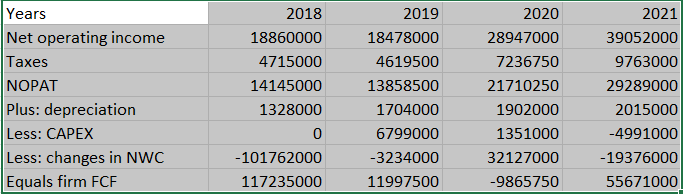 Years 2018 2019 2020 2021
Net operating income 18860000 18478000 28947000 39052000
Taxes 4715000 4619500 7236750 9763000
NOPAT 14145000 13858500 21710250 29289000
Plus: depreciation 1328000 1704000 1902000 2015000
Less: CAPEX 0 6799000 1351000 -4991000
Less: changes in NWC -101762000 -3234000 32127000 -19376000
Equals firm FCF 117235000 11997500 -9865750 55671000